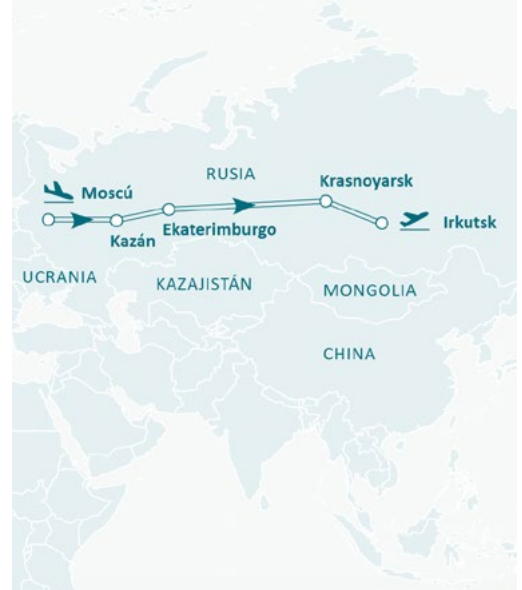 RUSIA
Krasnoyarsk
Moscú
Ekaterimburgo
Irkutsk
Kazán
UCRANIA
KAZAJISTÁN
MONGOLIA
CHINA